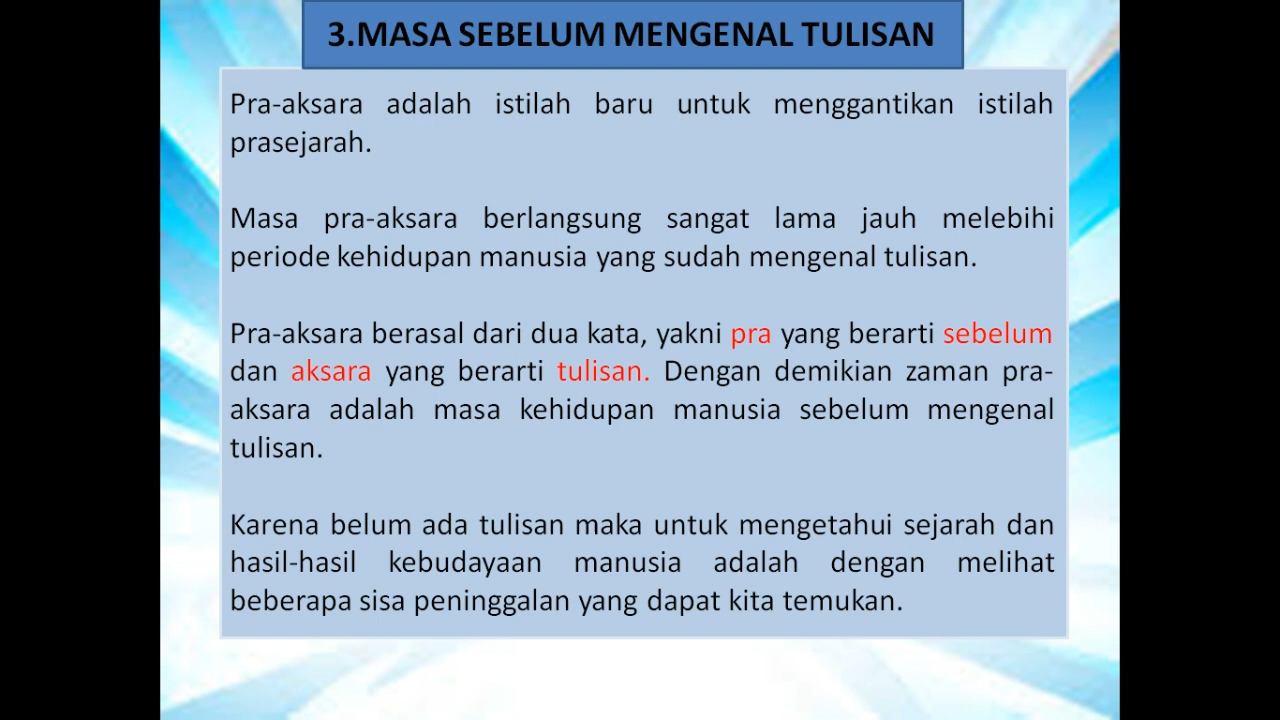 3.MASA SEBELUM MENGENAL TULISAN
Pra-aksara adalah istilah baru untuk menggantikan istilah
prasejarah.
Masa pra-aksara berlangsung sangat lama jauh melebihi
periode kehidupan manusia yang sudah mengenal tulisan.
Pra-aksara berasal dari dua kata, yakni pra yang berarti sebelum
dan aksara yang berarti tulisan. Dengan demikian zaman pra-
aksara adalah masa kehidupan manusia sebelum mengenal
tulisan.
Karena belum ada tulisan maka untuk mengetahui sejarah dan
hasil-hasil kebudayaan manusia adalah dengan melihat
beberapa sisa peninggalan yang dapat kita temukan.